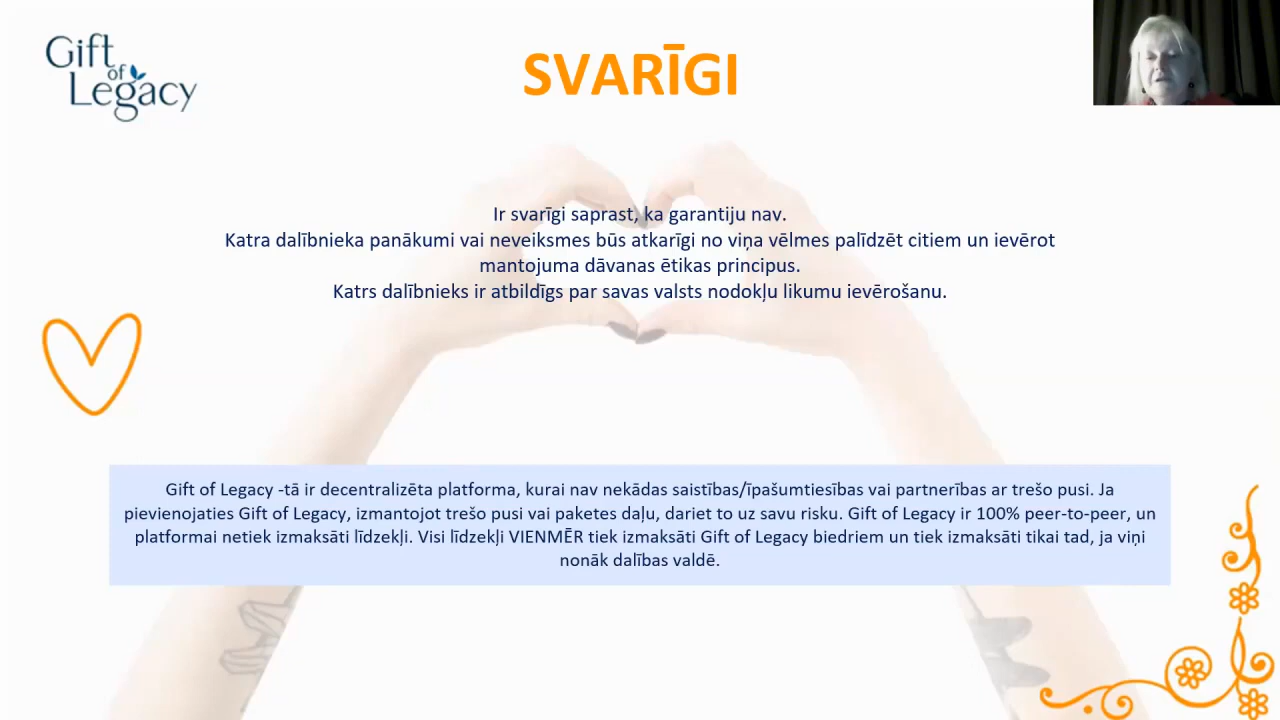 Gift
of
Legacy
SVARĪGI
Ir svarīgi saprast, ka garantiju nav.
Katra dalībnieka panākumi vai neveiksmes būs atkarīgi no viņa vēlmes palīdzēt citiem un ievērot
mantojuma dāvanas ētikas principus.
Katrs dalībnieks ir atbildīgs par savas valsts nodokļu likumu ievērošanu.
Gift of Legacy -tā ir decentralizēta platforma, kurai nav nekādas saistības/īpašumtiesības vai partnerības ar trešo pusi. Ja
pievienojaties Gift of Legacy, izmantojot trešo pusi vai paketes daļu, dariet to uz savu risku. Gift of Legacy ir 100% peer-to-peer, un
platformai netiek izmaksāti līdzekļi. Visi līdzekļi VIENMĒR tiek izmaksāti Gift of Legacy biedriem un tiek izmaksāti tikai tad, ja viņi
nonāk dalības valdē.